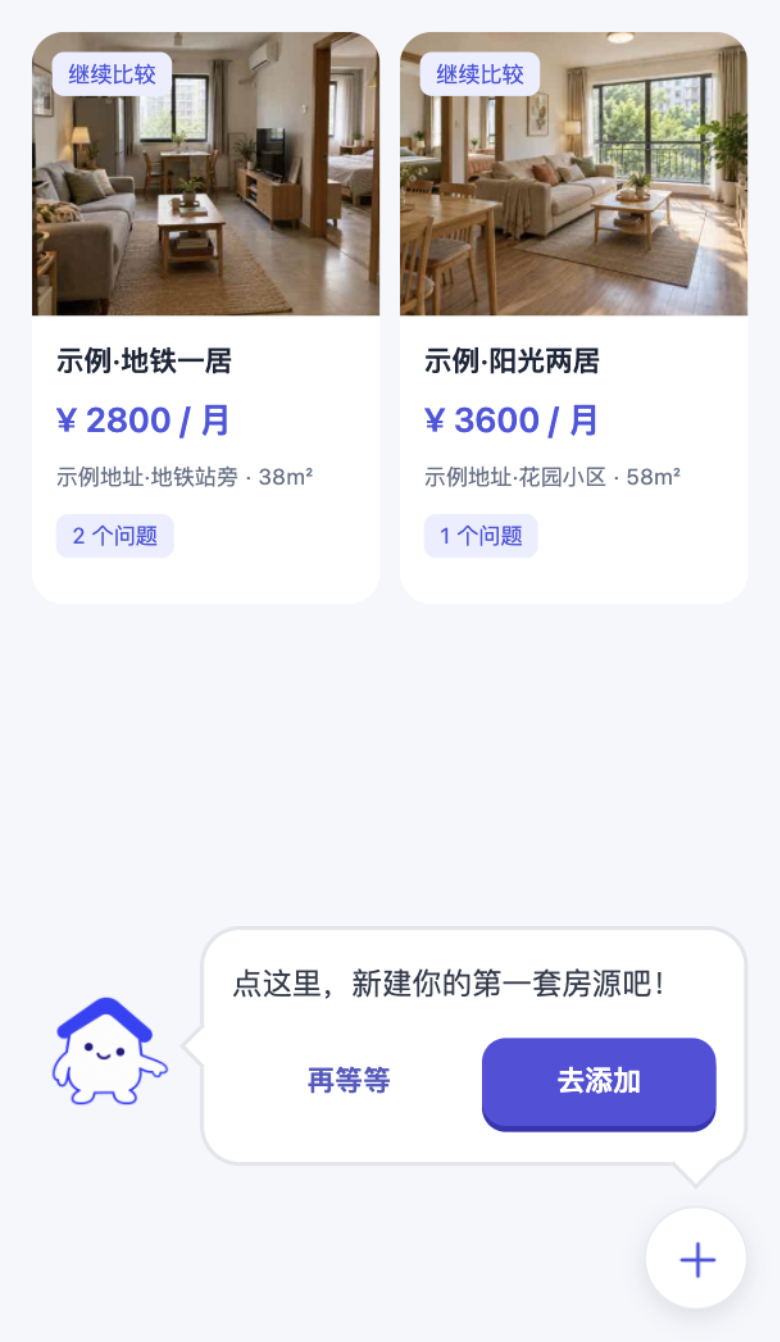 继续比较
继续比较
示例·地铁一居
¥ 2800 / 月
示例地址·地铁站旁 · 38m²
2 个问题
示例·阳光两居
¥ 3600 / 月
示例地址·花园小区 · 58m²
1 个问题
点这里，新建你的第一套房源吧！
再等等
去添加